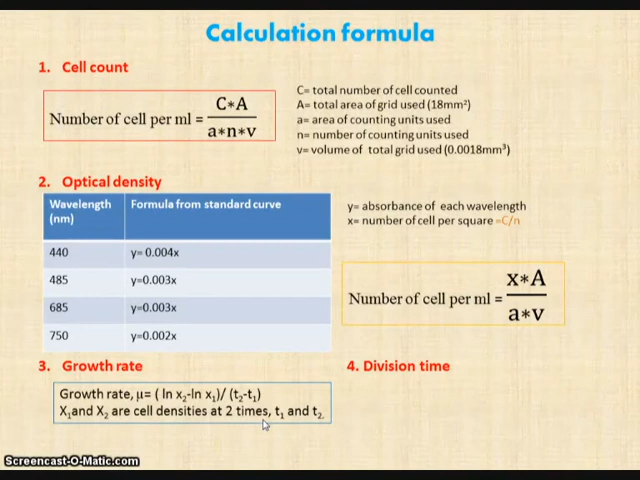 Calculation formula
1. Cell count
Number of cell per ml = C*A
a*n*v
C= total number of cell counted
A= total area of grid used (18mm²)
a= area of counting units used
n= number of counting units used
v= volume of total grid used (0.0018mm³)
2. Optical density
Wavelength (nm) Formula from standard curve
440 y= 0.004x
485 y=0.003x
685 y=0.003x
750 y=0.002x
y= absorbance of each wavelength
x= number of cell per square =C/n
Number of cell per ml = x*A
a*v
3. Growth rate
Growth rate, μ= ( ln x₂-ln x₁)/ (t₂-t₁)
X₁and X₂ are cell densities at 2 times, t₁ and t₂.
4. Division time
Screencast-O-Matic.com